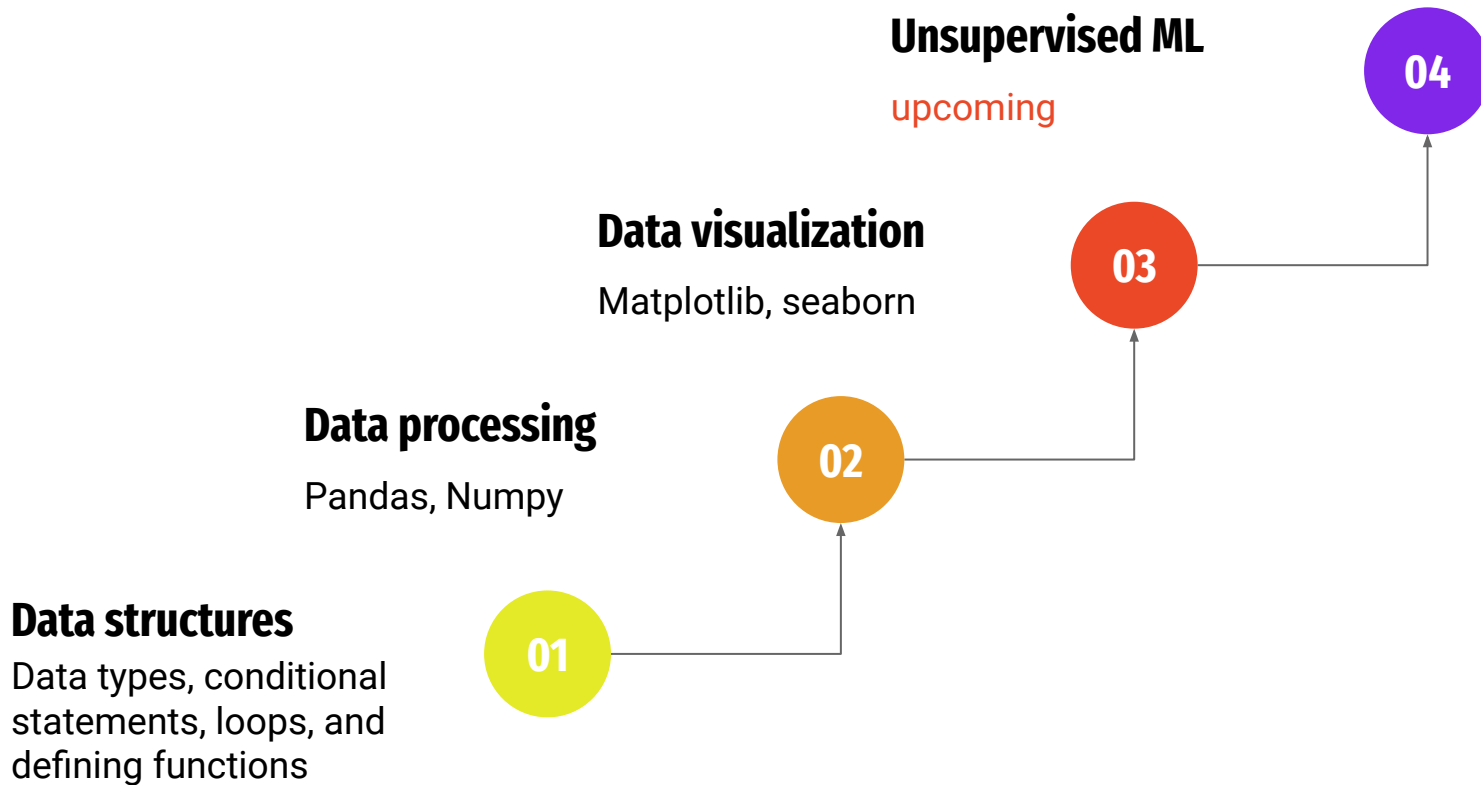 Unsupervised ML
04
upcoming
Data visualization
03
Matplotlib, seaborn
Data processing
02
Pandas, Numpy
Data structures
01
Data types, conditional
statements, loops, and
defining functions